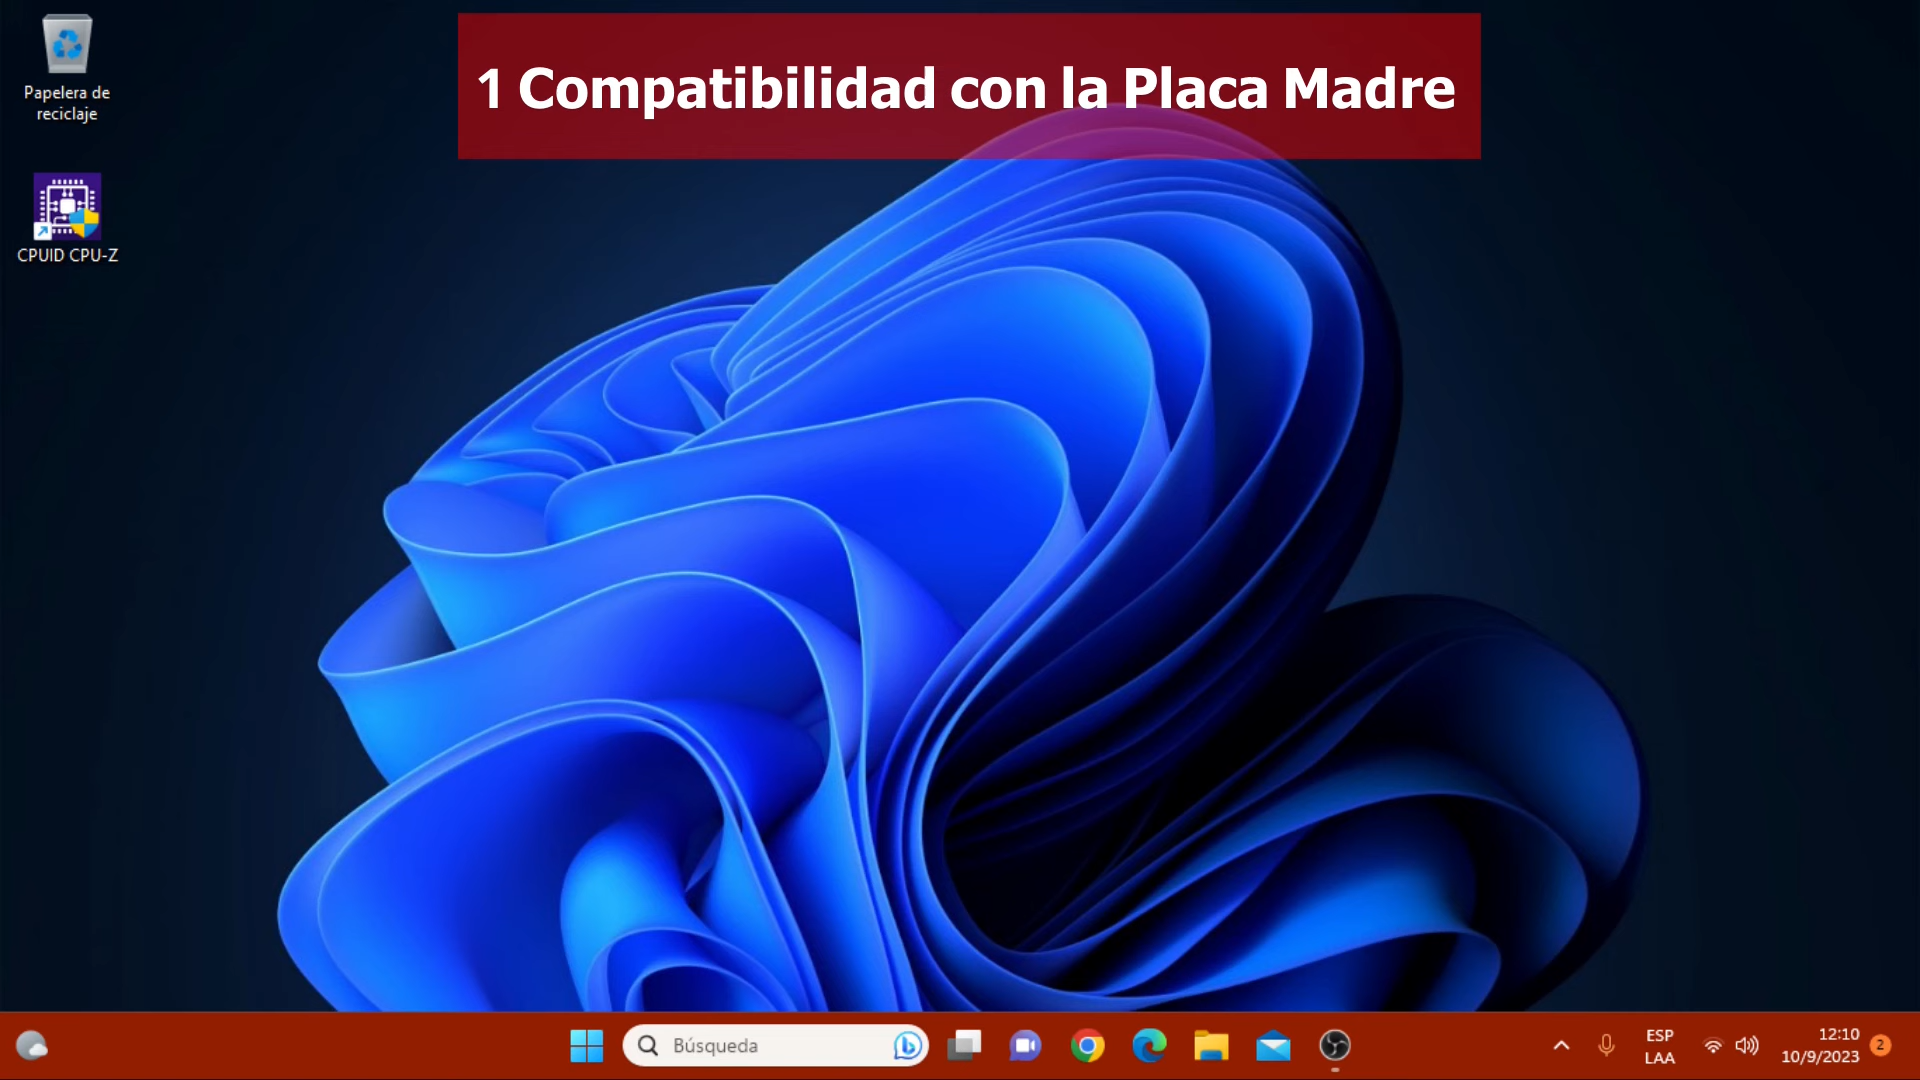 1 Compatibilidad con la Placa Madre
Papelera de
reciclaje
CPUID CPU-Z
Búsqueda
ESP
LAA
12:10
10/9/2023
2